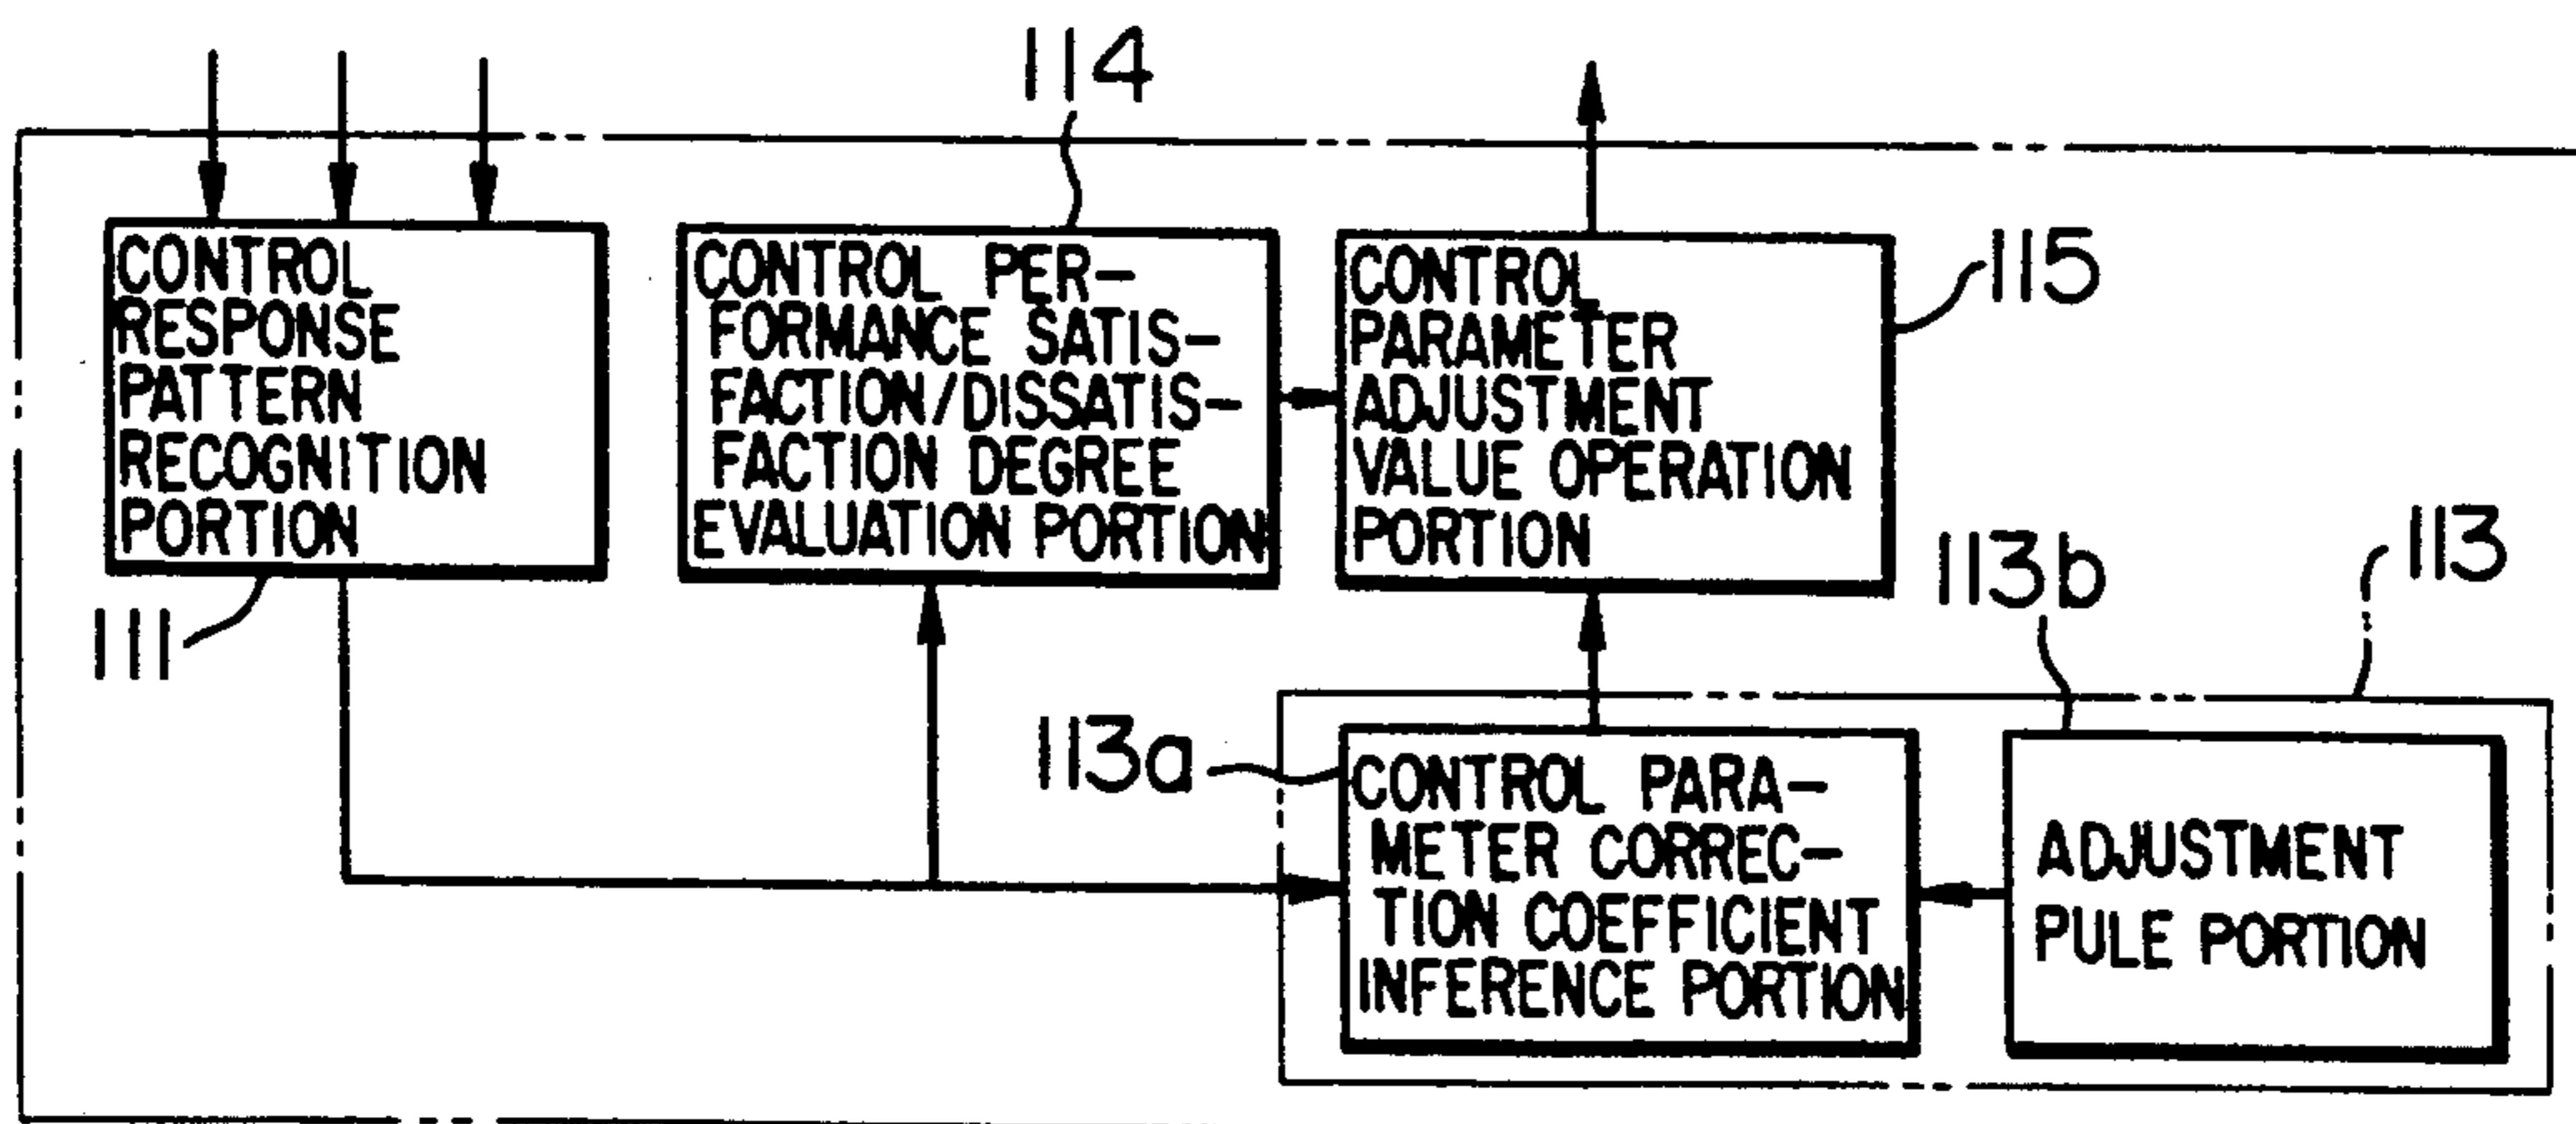 114
CONTROL
RESPONSE
PATTERN
RECOGNITION
PORTION
111
CONTROL PER-
FORMANCE SATIS-
FACTION/DISSATIS-
FACTION DEGREE
EVALUATION PORTION
CONTROL
PARAMETER
ADJUSTMENT
VALUE OPERATION
PORTION
115
113
113b
113a
CONTROL PARA-
METER CORREC-
TION COEFFICIENT
INFERENCE PORTION
ADJUSTMENT
PULE PORTION